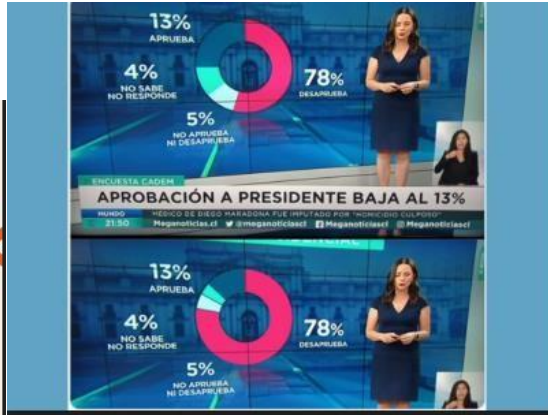 13%
APRUEBA
4%
NO SABE
NO RESPONDE
78%
DESAPRUEBA
5%
NO APRUEBA
NI DESAPRUEBA
ENCUESTA CADEM
APROBACIÓN A PRESIDENTE BAJA AL 13%
MUNDO
MÉDICO DE DIEGO MARADONA FUE IMPUTADO POR "HOMICIDIO CULPOSO"
21:50
Meganoticias.cl
@meganoticiascl
Meganoticiascl
Meganoticiascl
13%
APRUEBA
4%
NO SABE
NO RESPONDE
78%
DESAPRUEBA
5%
NO APRUEBA
NI DESAPRUEBA